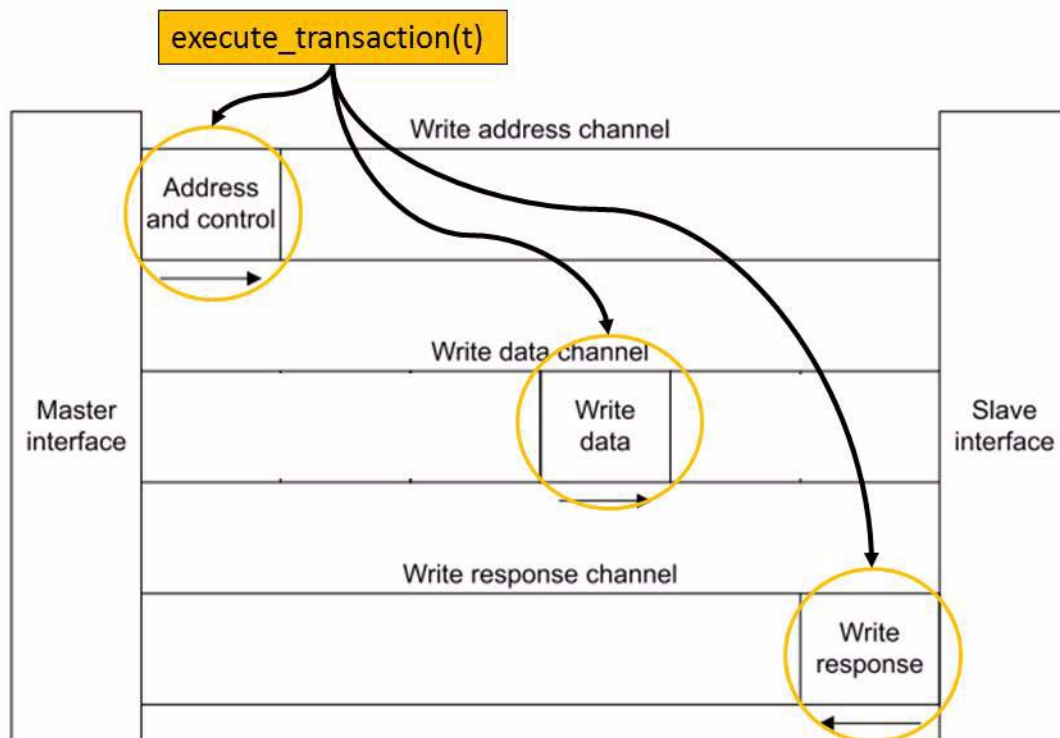 execute_transaction(t)
Write address channel
Address
and control
Write data channel
Master
interface
Write
data
Slave
interface
Write response channel
Write
response